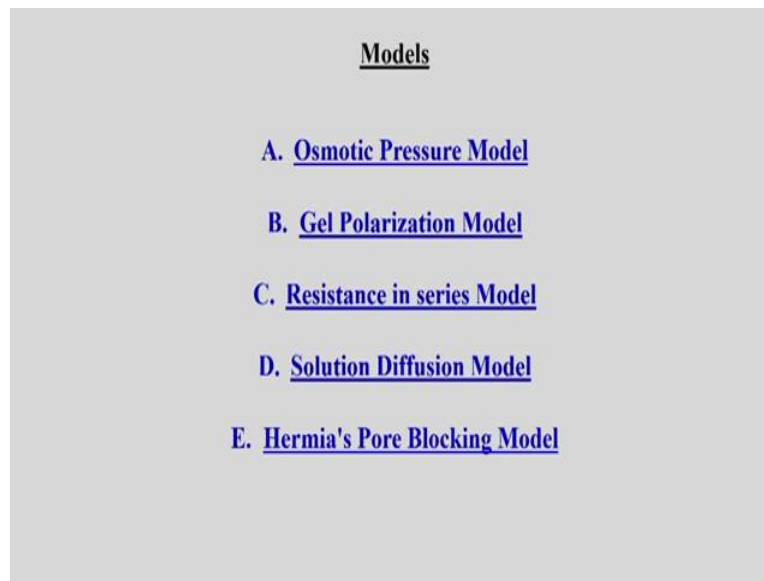 Models
A. Osmotic Pressure Model
B. Gel Polarization Model
C. Resistance in series Model
D. Solution Diffusion Model
E. Hermia's Pore Blocking Model